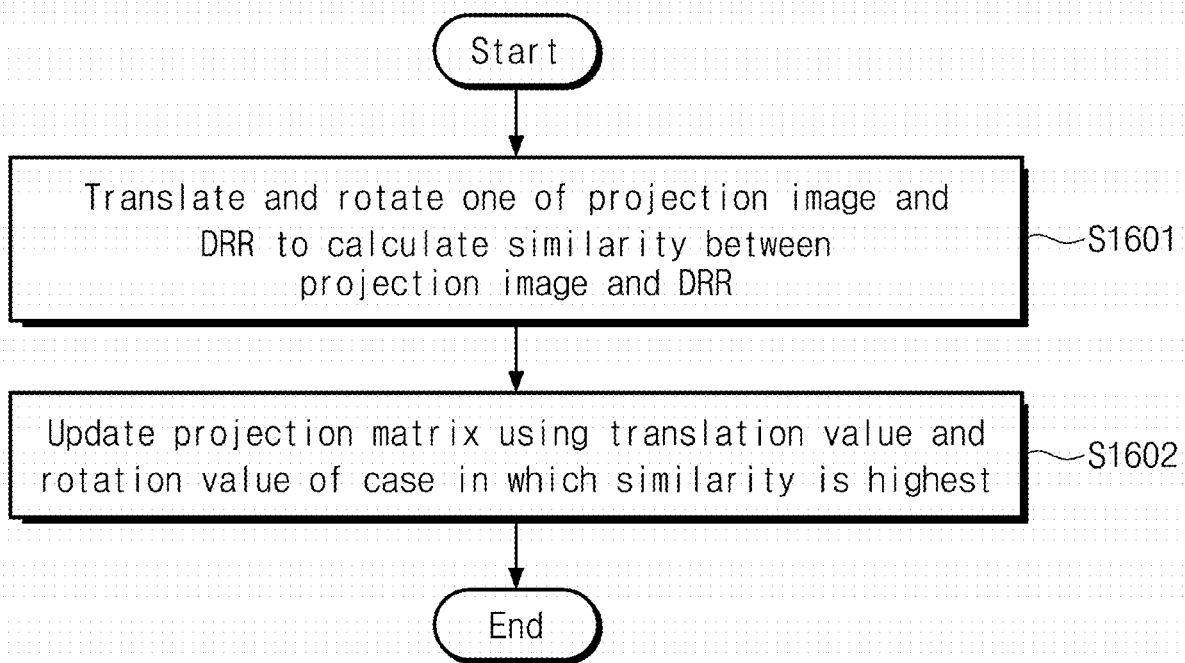 Start
Translate and rotate one of projection image and
DRR to calculate similarity between
projection image and DRR
S1601
Update projection matrix using translation value and
rotation value of case in which similarity is highest
S1602
End